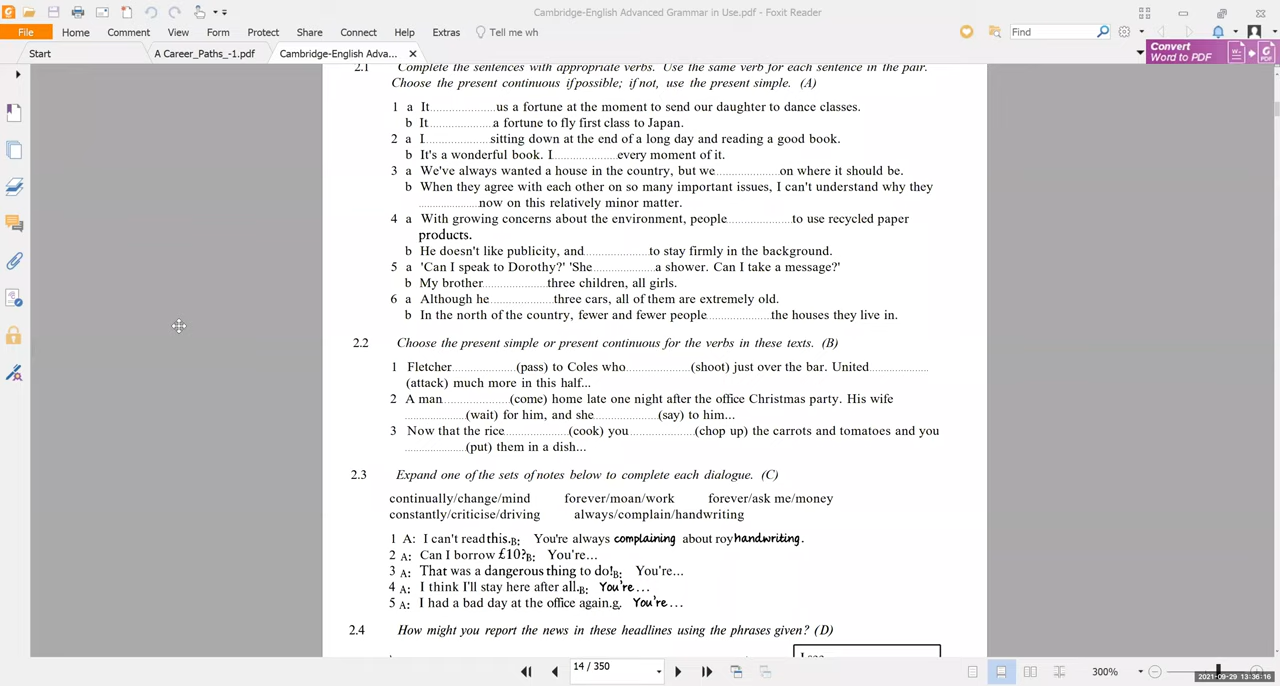 Cambridge-English Advanced Grammar in Use.pdf - Foxit Reader
File Home Comment View Form Protect Share Connect Help Extras Tell me wh Find
Start A Career_Paths_-1.pdf Cambridge-English Adva... Convert Word to PDF
2.1 Complete the sentences with appropriate verbs. Use the same verb for each sentence in the pair.
Choose the present continuous if possible; if not, use the present simple. (A)
1 a It.....................us a fortune at the moment to send our daughter to dance classes.
b It....................a fortune to fly first class to Japan.
2 a I....................sitting down at the end of a long day and reading a good book.
b It's a wonderful book. I....................every moment of it.
3 a We've always wanted a house in the country, but we....................on where it should be.
b When they agree with each other on so many important issues, I can't understand why they
...................now on this relatively minor matter.
4 a With growing concerns about the environment, people....................to use recycled paper
products.
b He doesn't like publicity, and....................to stay firmly in the background.
5 a 'Can I speak to Dorothy?' 'She...................a shower. Can I take a message?'
b My brother....................three children, all girls.
6 a Although he....................three cars, all of them are extremely old.
b In the north of the country, fewer and fewer people....................the houses they live in.
2.2 Choose the present simple or present continuous for the verbs in these texts. (B)
1 Fletcher....................(pass) to Coles who....................(shoot) just over the bar. United...................
(attack) much more in this half...
2 A man.....................(come) home late one night after the office Christmas party. His wife
...................(wait) for him, and she....................(say) to him...
3 Now that the rice....................(cook) you....................(chop up) the carrots and tomatoes and you
...................(put) them in a dish...
2.3 Expand one of the sets of notes below to complete each dialogue. (C)
continually/change/mind forever/moan/work forever/ask me/money
constantly/criticise/driving always/complain/handwriting
1 A: I can't read this. B: You're always complaining about roy handwriting.
2 A: Can I borrow £10? B: You're...
3 A: That was a dangerous thing to do! B: You're...
4 A: I think I'll stay here after all. B: You're...
5 A: I had a bad day at the office again. g. You're...
2.4 How might you report the news in these headlines using the phrases given? (D)
14 / 350 300%
2021-09-29 13:36:16